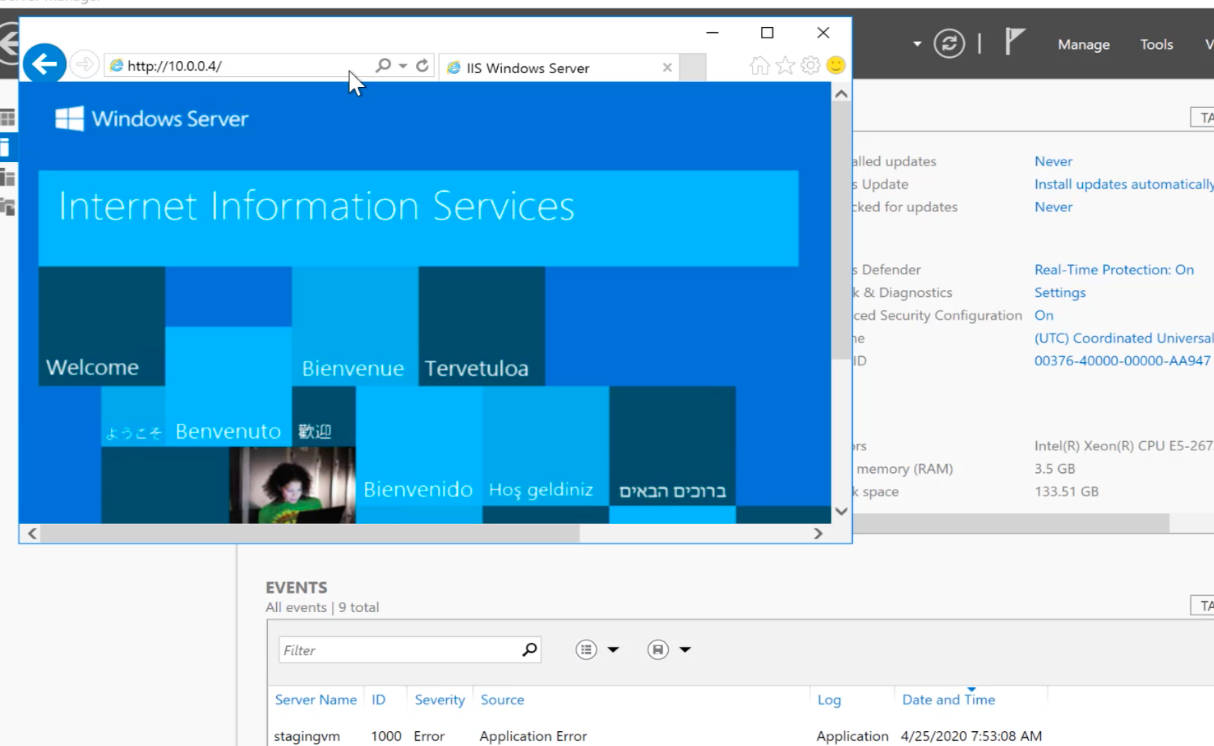 Server Manager
Manage Tools V
http://10.0.0.4/
IIS Windows Server
Windows Server
TA
Internet Information Services
alled updates Never
s Update Install updates automatically
cked for updates Never
s Defender Real-Time Protection: On
k & Diagnostics Settings
ced Security Configuration On
ne (UTC) Coordinated Universal
ID 00376-40000-00000-AA947
Welcome
Bienvenue
Tervetuloa
ようこそ
Benvenuto
歡迎
Bienvenido
Hoş geldiniz
ברוכים הבאים
ors Intel(R) Xeon(R) CPU E5-267
memory (RAM) 3.5 GB
k space 133.51 GB
EVENTS
All events | 9 total
TA
Filter
Server Name ID Severity Source Log Date and Time
stagingvm 1000 Error Application Error Application 4/25/2020 7:53:08 AM